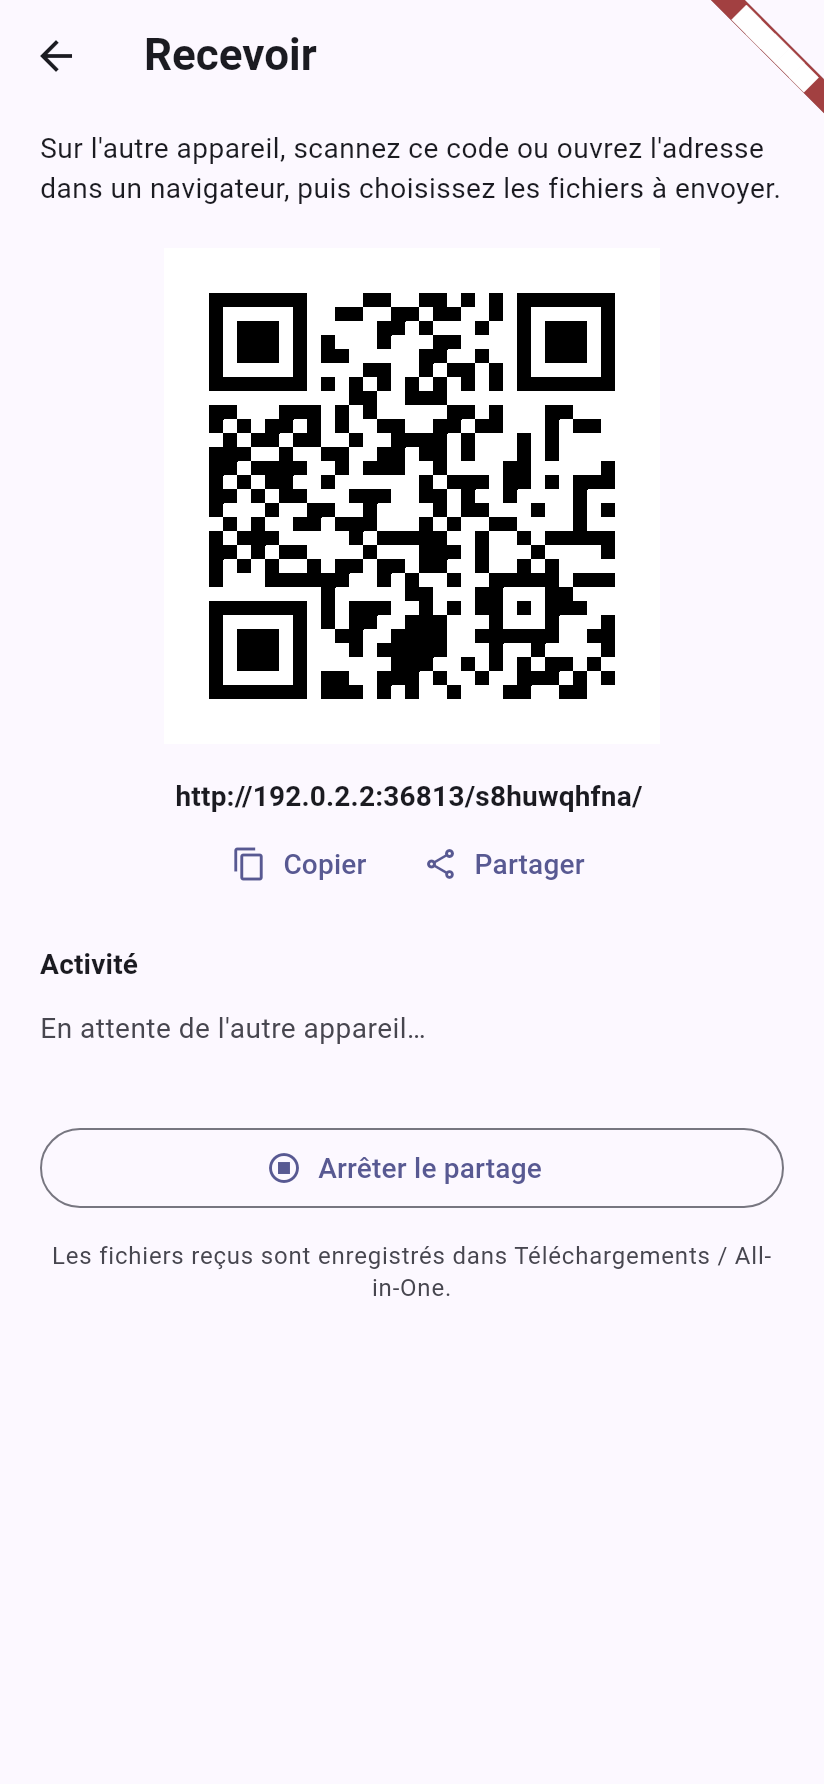 Recevoir
Sur l'autre appareil, scannez ce code ou ouvrez l'adresse
dans un navigateur, puis choisissez les fichiers à envoyer.
http://192.0.2.2:36813/s8huwqhfna/
Copier
Partager
Activité
En attente de l'autre appareil…
Arrêter le partage
Les fichiers reçus sont enregistrés dans Téléchargements / All-
in-One.